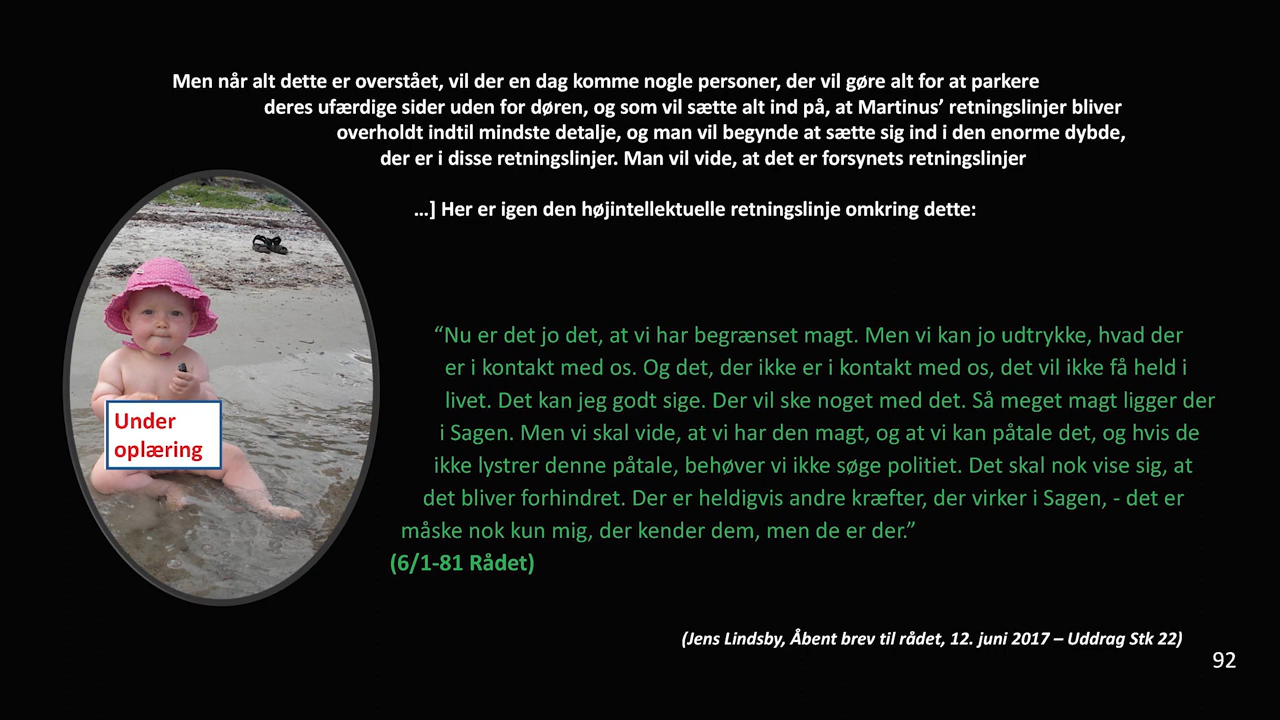 Men når alt dette er overstået, vil der en dag komme nogle personer, der vil gøre alt for at parkere
deres ufærdige sider uden for døren, og som vil sætte alt ind på, at Martinus’ retningslinjer bliver
overholdt indtil mindste detalje, og man vil begynde at sætte sig ind i den enorme dybde,
der er i disse retningslinjer. Man vil vide, at det er forsynets retningslinjer
…] Her er igen den højintellektuelle retningslinje omkring dette:
Under
oplæring
“Nu er det jo det, at vi har begrænset magt. Men vi kan jo udtrykke, hvad der
er i kontakt med os. Og det, der ikke er i kontakt med os, det vil ikke få held i
livet. Det kan jeg godt sige. Der vil ske noget med det. Så meget magt ligger der
i Sagen. Men vi skal vide, at vi har den magt, og at vi kan påtale det, og hvis de
ikke lystrer denne påtale, behøver vi ikke søge politiet. Det skal nok vise sig, at
det bliver forhindret. Der er heldigvis andre kræfter, der virker i Sagen, - det er
måske nok kun mig, der kender dem, men de er der.”
(6/1-81 Rådet)
(Jens Lindsby, Åbent brev til rådet, 12. juni 2017 – Uddrag Stk 22)
92